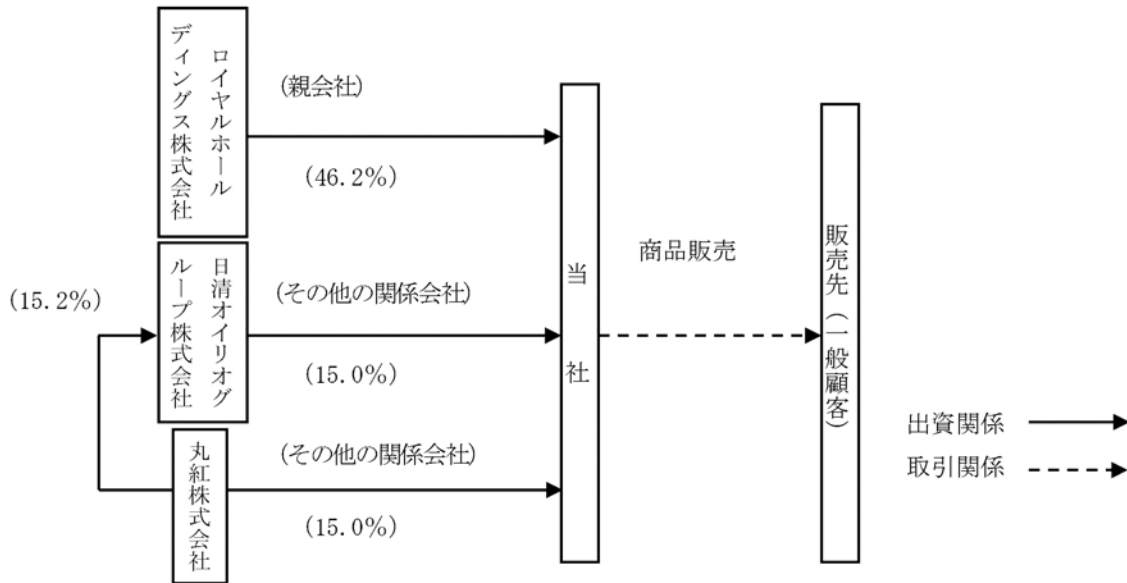 ロイヤルホール
ディングス株式会社
(親会社)
(46.2%)
日清オイリオグ
ループ株式会社
(15.2%)
(その他の関係会社)
(15.0%)
丸紅株式会社
(その他の関係会社)
(15.0%)
当社
商品販売
販売先（一般顧客）
出資関係
取引関係